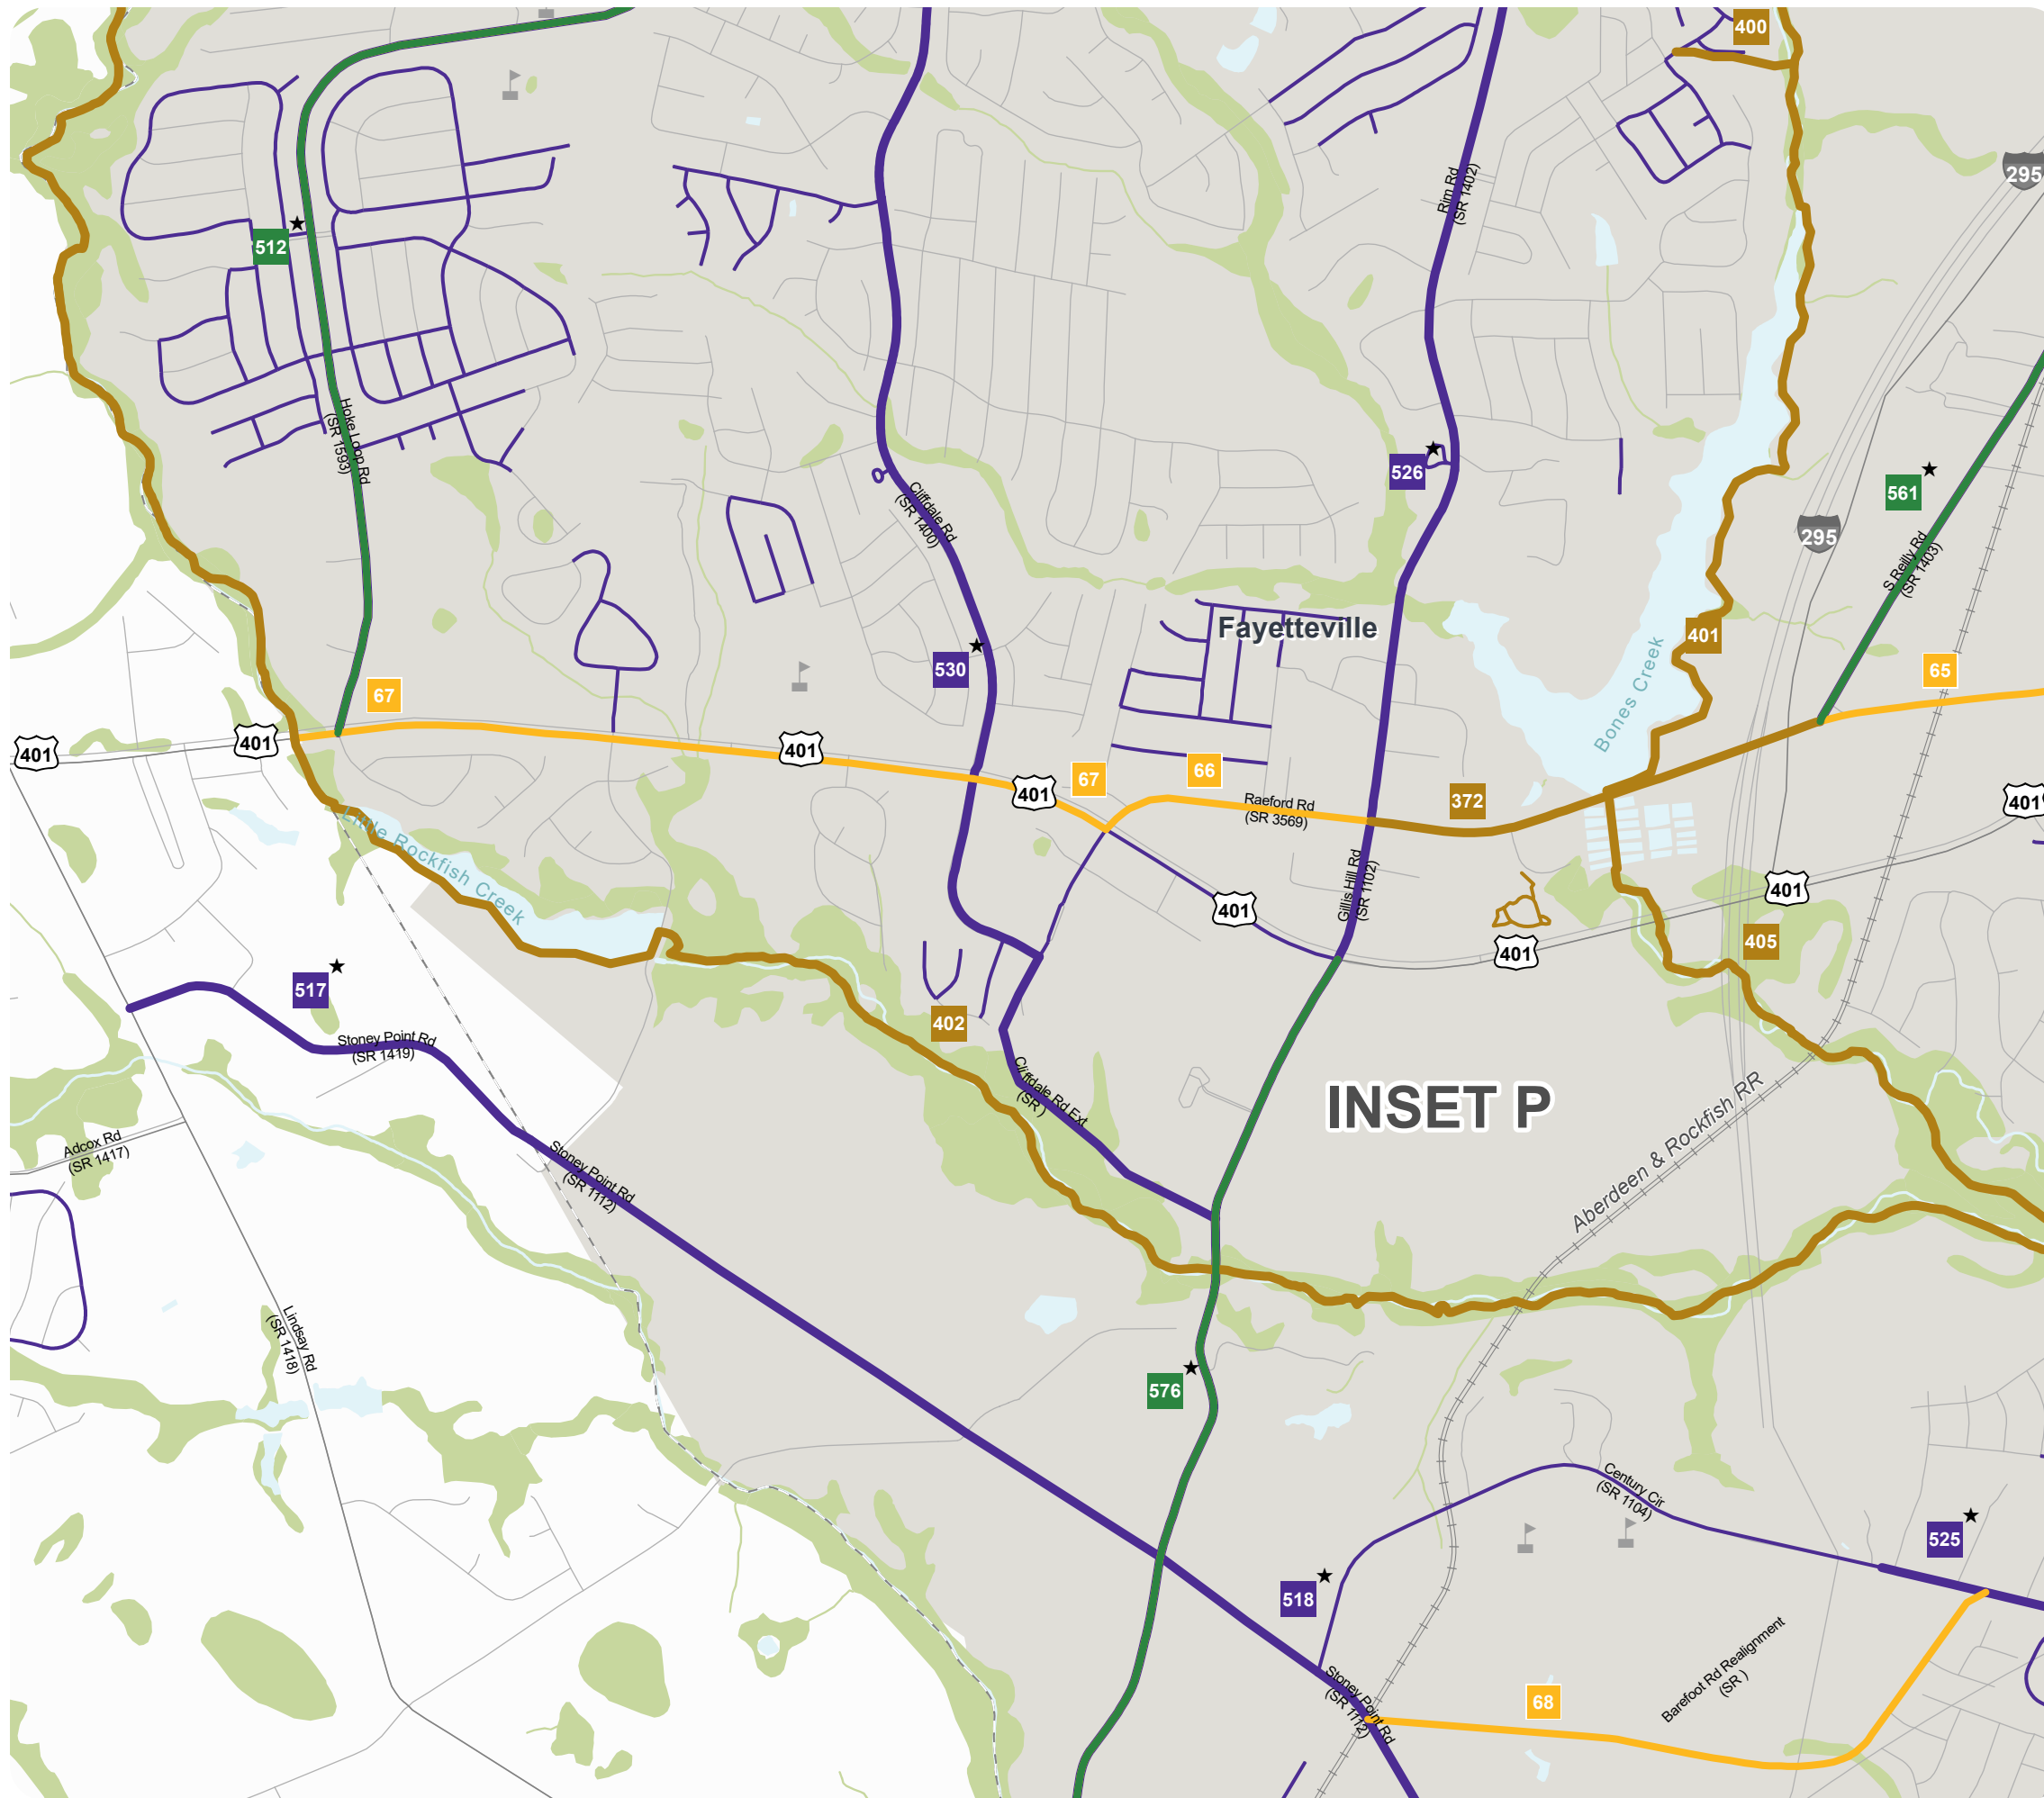 400
295
Rim Rd
(SR 1402)
512
Hoke Loop Rd
(SR 1593)
526
561
Cliffdale Rd
(SR 1400)
295
S Reilly Rd
(SR 1403)
Fayetteville
401
530
65
67
Bones Creek
401
401
401
67
66
401
Raeford Rd
(SR 3569)
372
401
Little Rockfish Creek
Gillis Hill Rd
(SR 1102)
401
401
401
405
517
402
Stoney Point Rd
(SR 1419)
Cliffdale Rd Ext
(SR )
INSET P
Aberdeen & Rockfish RR
Adcox Rd
(SR 1417)
Stoney Point Rd
(SR 1112)
Lindsay Rd
(SR 1418)
576
Century Cir
(SR 1104)
525
518
Stoney Point Rd
(SR 1112)
68
Barefoot Rd Realignment
(SR )